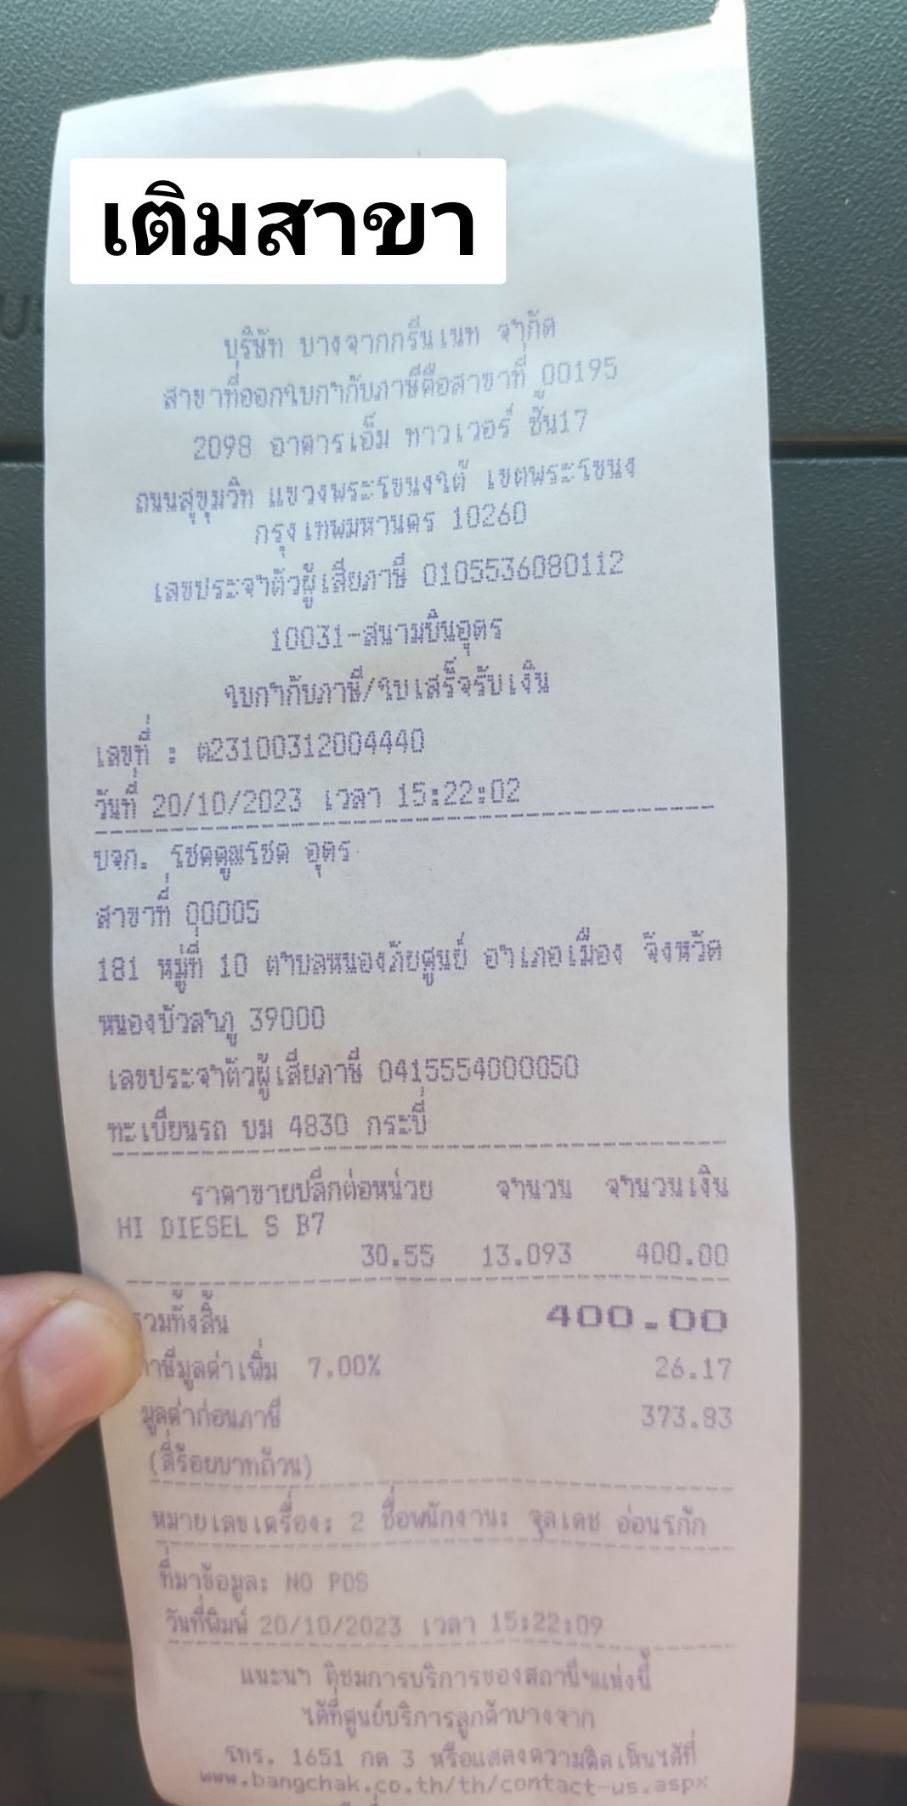 เติมสาขา
บริษัท บางจากกรีนเนท จำกัด
สาขาที่ออกใบกำกับภาษีคือสาขาที่ 00195
2098 อาคารเอ็ม ทาวเวอร์ ชั้น17
ถนนสุขุมวิท แขวงพระโขนงใต้ เขตพระโขนง
กรุงเทพมหานคร 10260
เลขประจำตัวผู้เสียภาษี 0105536080112
10031-สนามบินอุดร
ใบกำกับภาษี/ใบเสร็จรับเงิน
เลขที่ : ต23100312004440
วันที่ 20/10/2023 เวลา 15:22:02
บจก. โชคคูณโชค อุดร
สาขาที่ 00005
181 หมู่ที่ 10 ตำบลหนองภัยศูนย์ อำเภอเมือง จังหวัด
หนองบัวลำภู 39000
เลขประจำตัวผู้เสียภาษี 0415554000050
ทะเบียนรถ บม 4830 กระบี่
ราคาขายปลีกต่อหน่วย จำนวน จำนวนเงิน
HI DIESEL S B7
30.55 13.093 400.00
รวมทั้งสิ้น 400.00
ภาษีมูลค่าเพิ่ม 7.00% 26.17
มูลค่าก่อนภาษี 373.83
(สี่ร้อยบาทถ้วน)
หมายเลขเครื่อง: 2 ชื่อพนักงาน: จุลเดช อ่อนรักก้
ที่มาข้อมูล: NO POS
วันที่พิมพ์ 20/10/2023 เวลา 15:22:09
แนะนำ ติชมการบริการของสถานีฯแห่งนี้
ได้ที่ศูนย์บริการลูกค้าบางจาก
โทร. 1651 กด 3 หรือแสดงความคิดเห็นได้ที่
www.bangchak.co.th/th/contact-us.aspx